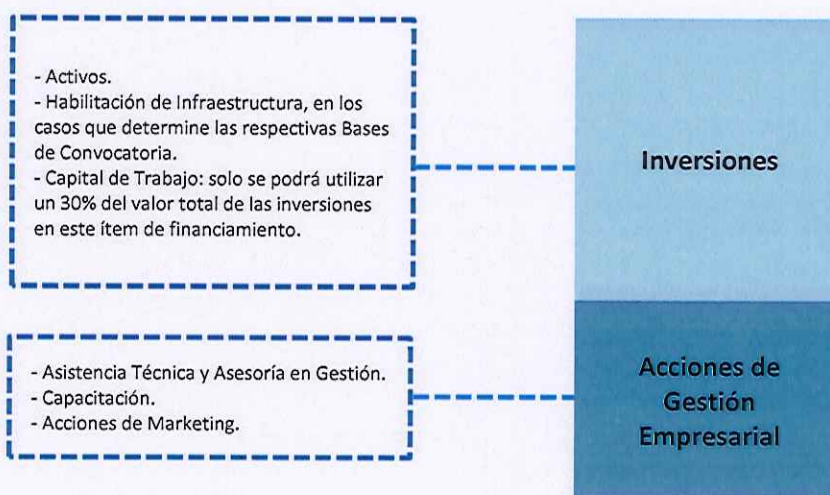 - Activos.
- Habilitación de Infraestructura, en los
casos que determine las respectivas Bases
de Convocatoria.
- Capital de Trabajo: solo se podrá utilizar
un 30% del valor total de las inversiones
en este ítem de financiamiento.
Inversiones
- Asistencia Técnica y Asesoría en Gestión.
- Capacitación.
- Acciones de Marketing.
Acciones de
Gestión
Empresarial